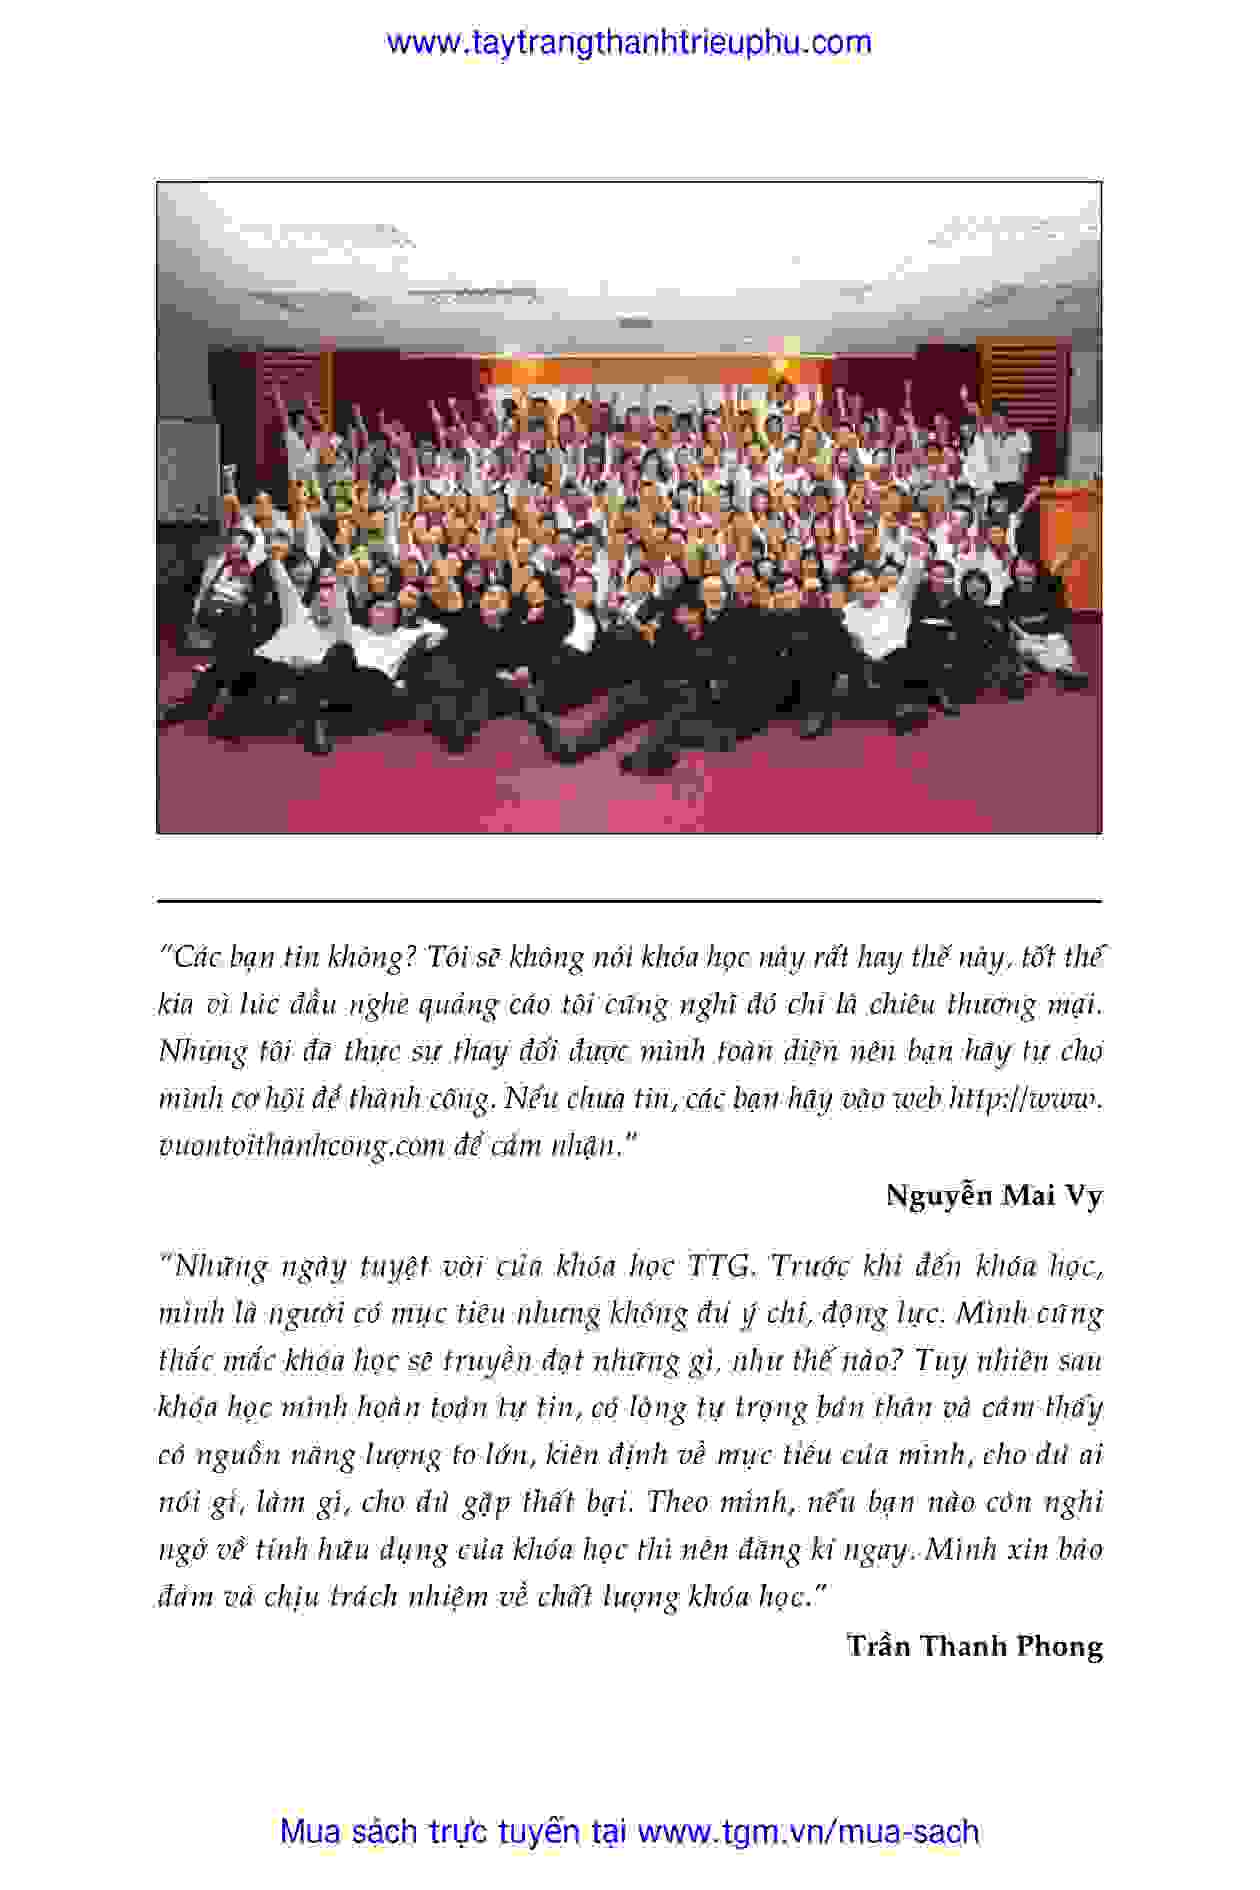 www.taytrangthanhtrieuphu.com
“Các bạn tin không? Tôi sẽ không nói khóa học này rất hay thế này, tốt thế
kia vì lúc đầu nghe quảng cáo tôi cũng nghĩ đó chỉ là chiêu thương mại.
Nhưng tôi đã thực sự thay đổi được mình toàn diện nên bạn hãy tự cho
mình cơ hội để thành công. Nếu chưa tin, các bạn hãy vào web http://www.
vuontoithanhcong.com để cảm nhận.”
Nguyễn Mai Vy
“Những ngày tuyệt vời của khóa học TTG. Trước khi đến khóa học,
mình là người có mục tiêu nhưng không đủ ý chí, động lực. Mình cũng
thắc mắc khóa học sẽ truyền đạt những gì, như thế nào? Tuy nhiên sau
khóa học mình hoàn toàn tự tin, có lòng tự trọng bản thân và cảm thấy
có nguồn năng lượng to lớn, kiên định về mục tiêu của mình, cho dù ai
nói gì, làm gì, cho dù gặp thất bại. Theo mình, nếu bạn nào còn nghi
ngờ về tính hữu dụng của khóa học thì nên đăng kí ngay. Mình xin bảo
đảm và chịu trách nhiệm về chất lượng khóa học.”
Trần Thanh Phong
Mua sách trực tuyến tại www.tgm.vn/mua-sach